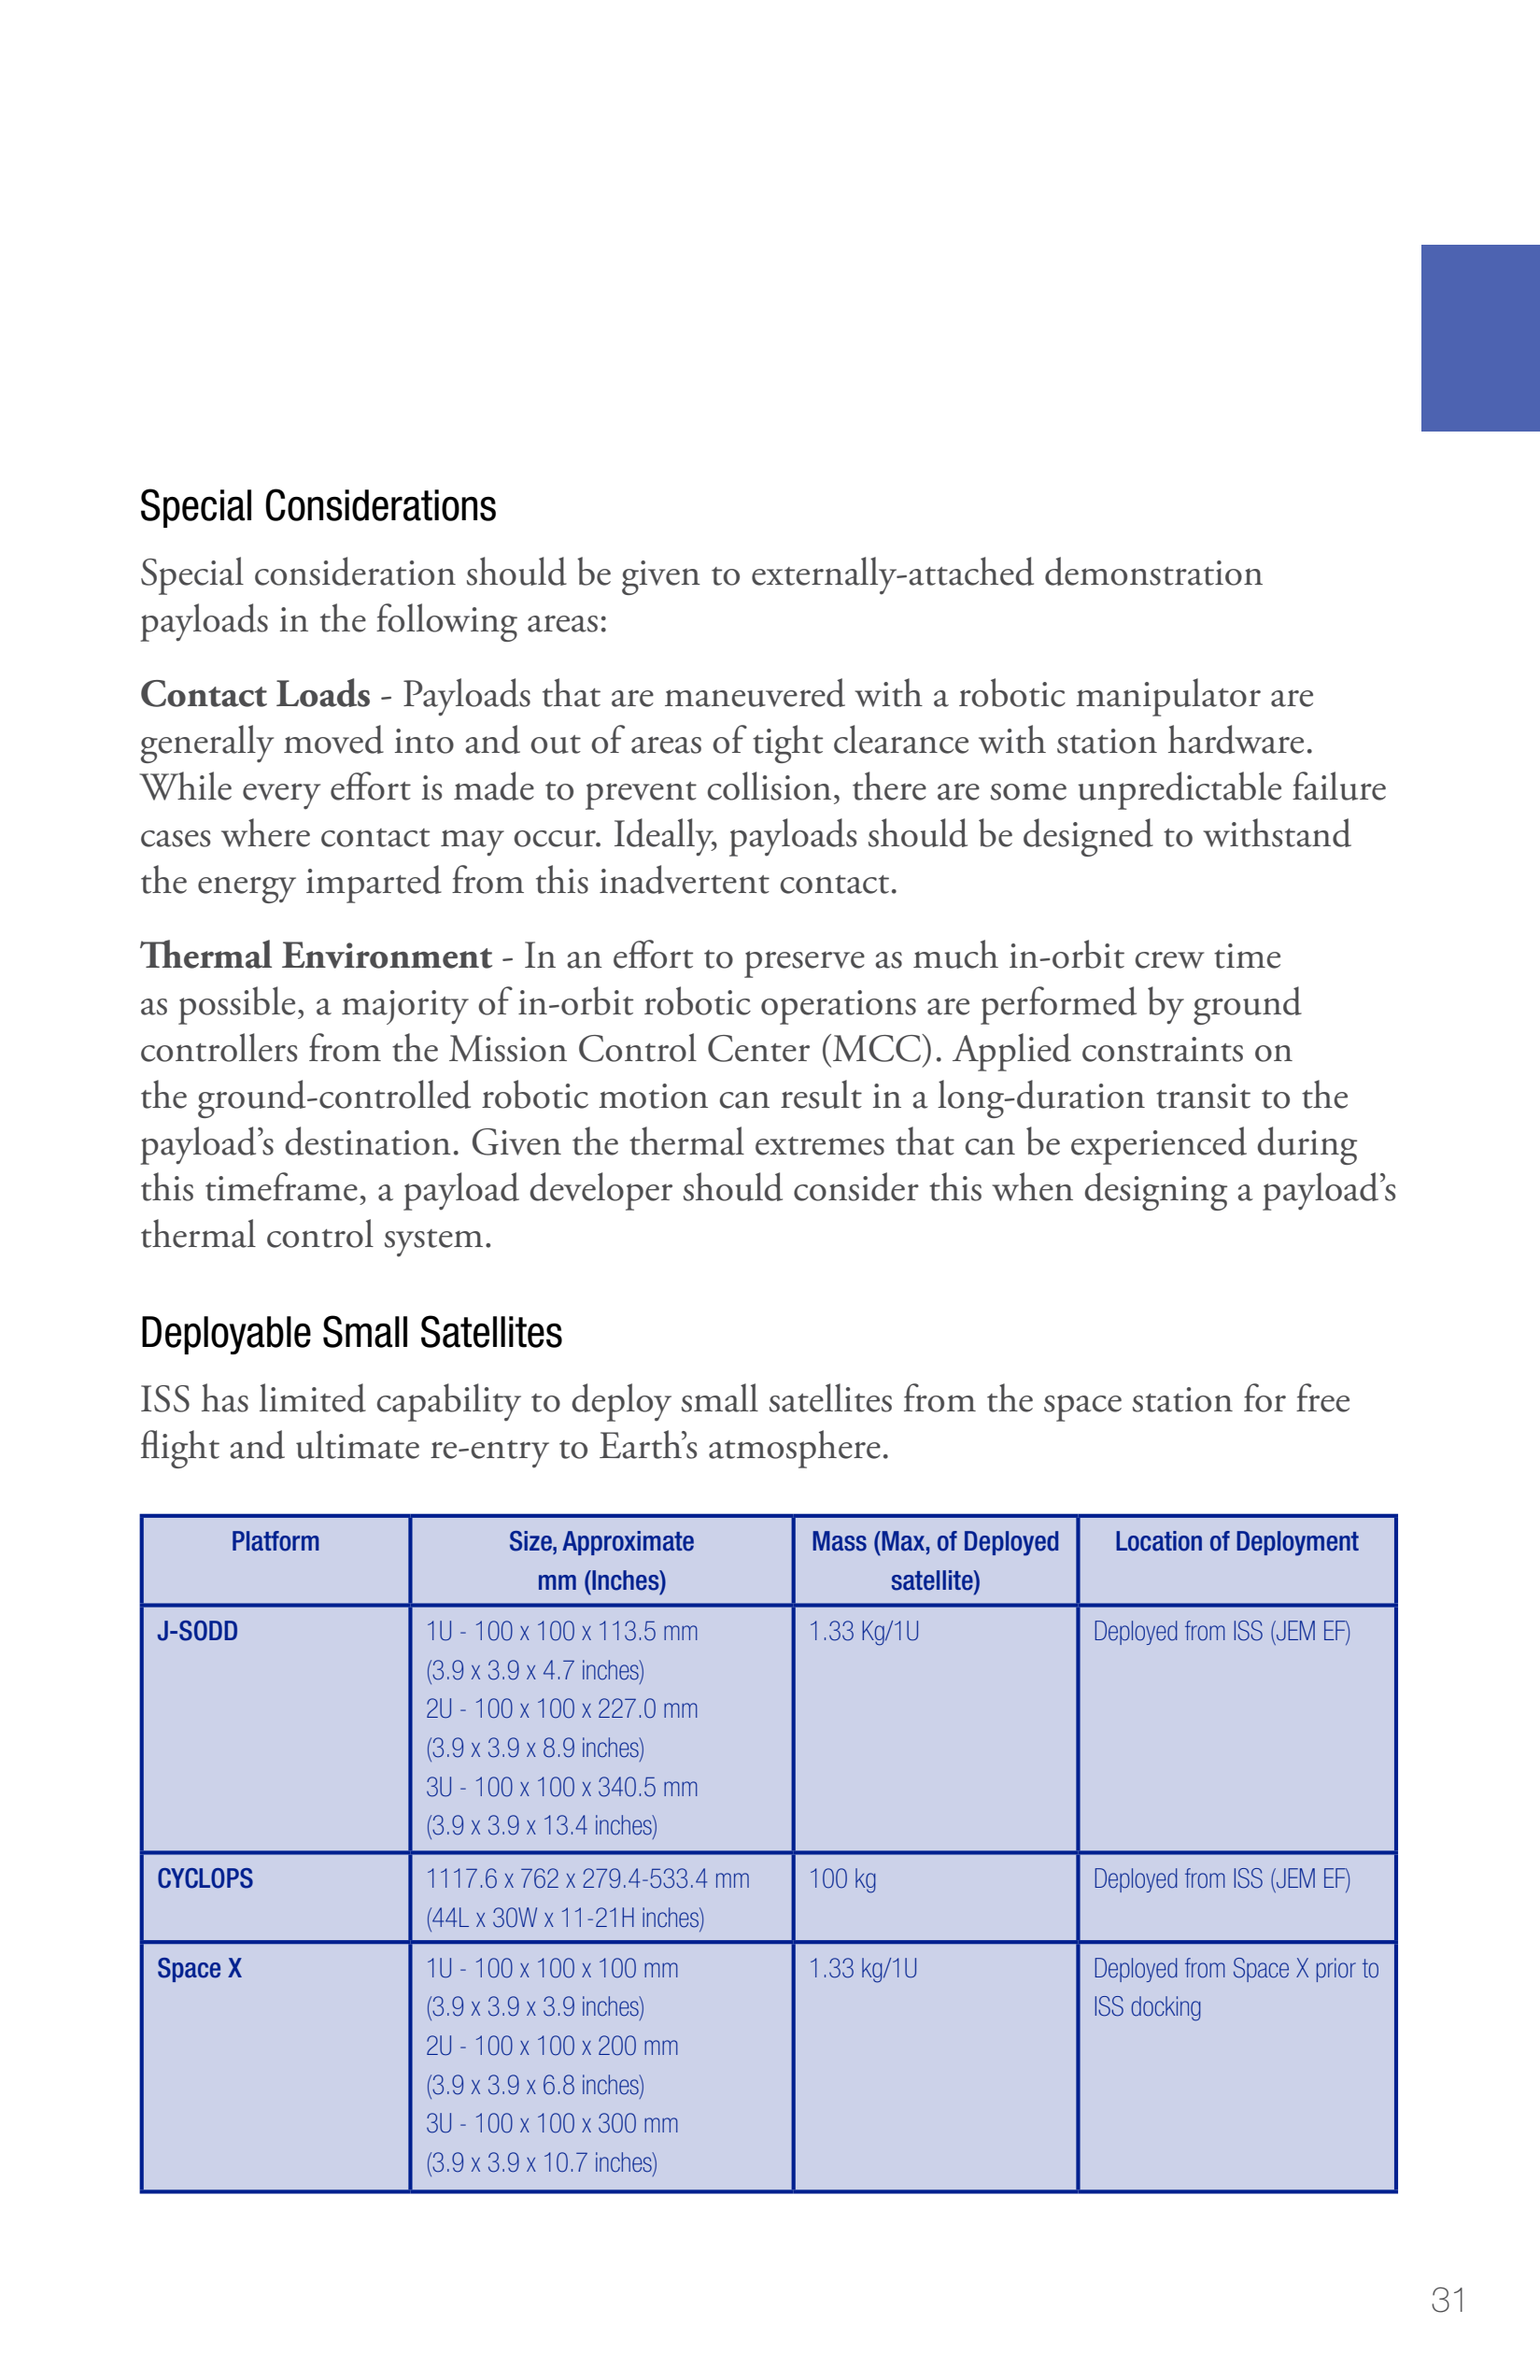 Special Considerations
Special consideration should be given to externally-attached demonstration
payloads in the following areas:
Contact Loads - Payloads that are maneuvered with a robotic manipulator are
generally moved into and out of areas of tight clearance with station hardware.
While every effort is made to prevent collision, there are some unpredictable failure
cases where contact may occur. Ideally, payloads should be designed to withstand
the energy imparted from this inadvertent contact.
Thermal Environment - In an effort to preserve as much in-orbit crew time
as possible, a majority of in-orbit robotic operations are performed by ground
controllers from the Mission Control Center (MCC). Applied constraints on
the ground-controlled robotic motion can result in a long-duration transit to the
payload’s destination. Given the thermal extremes that can be experienced during
this timeframe, a payload developer should consider this when designing a payload’s
thermal control system.
Deployable Small Satellites
ISS has limited capability to deploy small satellites from the space station for free
flight and ultimate re-entry to Earth’s atmosphere.
Platform
Size, Approximate
mm (Inches)
Mass (Max, of Deployed
satellite)
Location of Deployment
J-SODD
1U - 100 x 100 x 113.5 mm
(3.9 x 3.9 x 4.7 inches)
2U - 100 x 100 x 227.0 mm
(3.9 x 3.9 x 8.9 inches)
3U - 100 x 100 x 340.5 mm
(3.9 x 3.9 x 13.4 inches)
1.33 Kg/1U
Deployed from ISS (JEM EF)
CYCLOPS
1117.6 x 762 x 279.4-533.4 mm
(44L x 30W x 11-21H inches)
100 kg
Deployed from ISS (JEM EF)
Space X
1U - 100 x 100 x 100 mm
(3.9 x 3.9 x 3.9 inches)
2U - 100 x 100 x 200 mm
(3.9 x 3.9 x 6.8 inches)
3U - 100 x 100 x 300 mm
(3.9 x 3.9 x 10.7 inches)
1.33 kg/1U
Deployed from Space X prior to
ISS docking
31